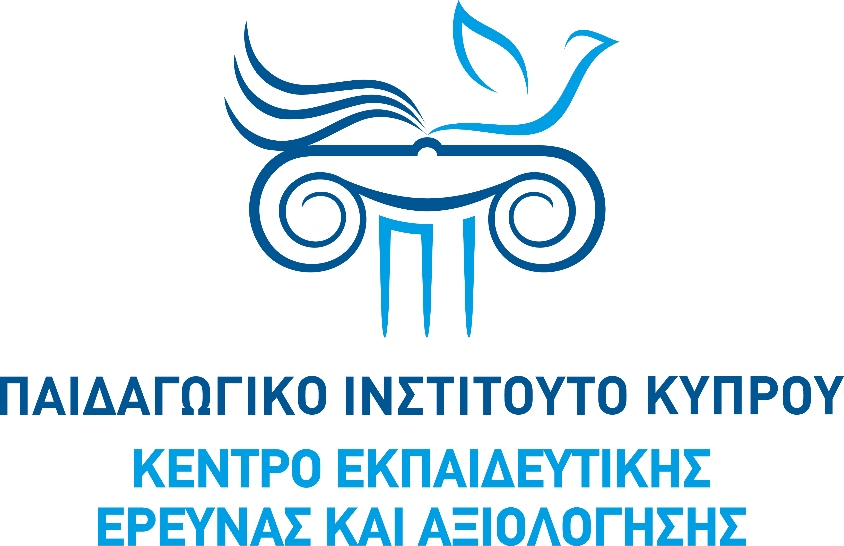 ΠΑΙΔΑΓΩΓΙΚΟ ΙΝΣΤΙΤΟΥΤΟ ΚΥΠΡΟΥ
ΚΕΝΤΡΟ ΕΚΠΑΙΔΕΥΤΙΚΗΣ
ΕΡΕΥΝΑΣ ΚΑΙ ΑΞΙΟΛΟΓΗΣΗΣ